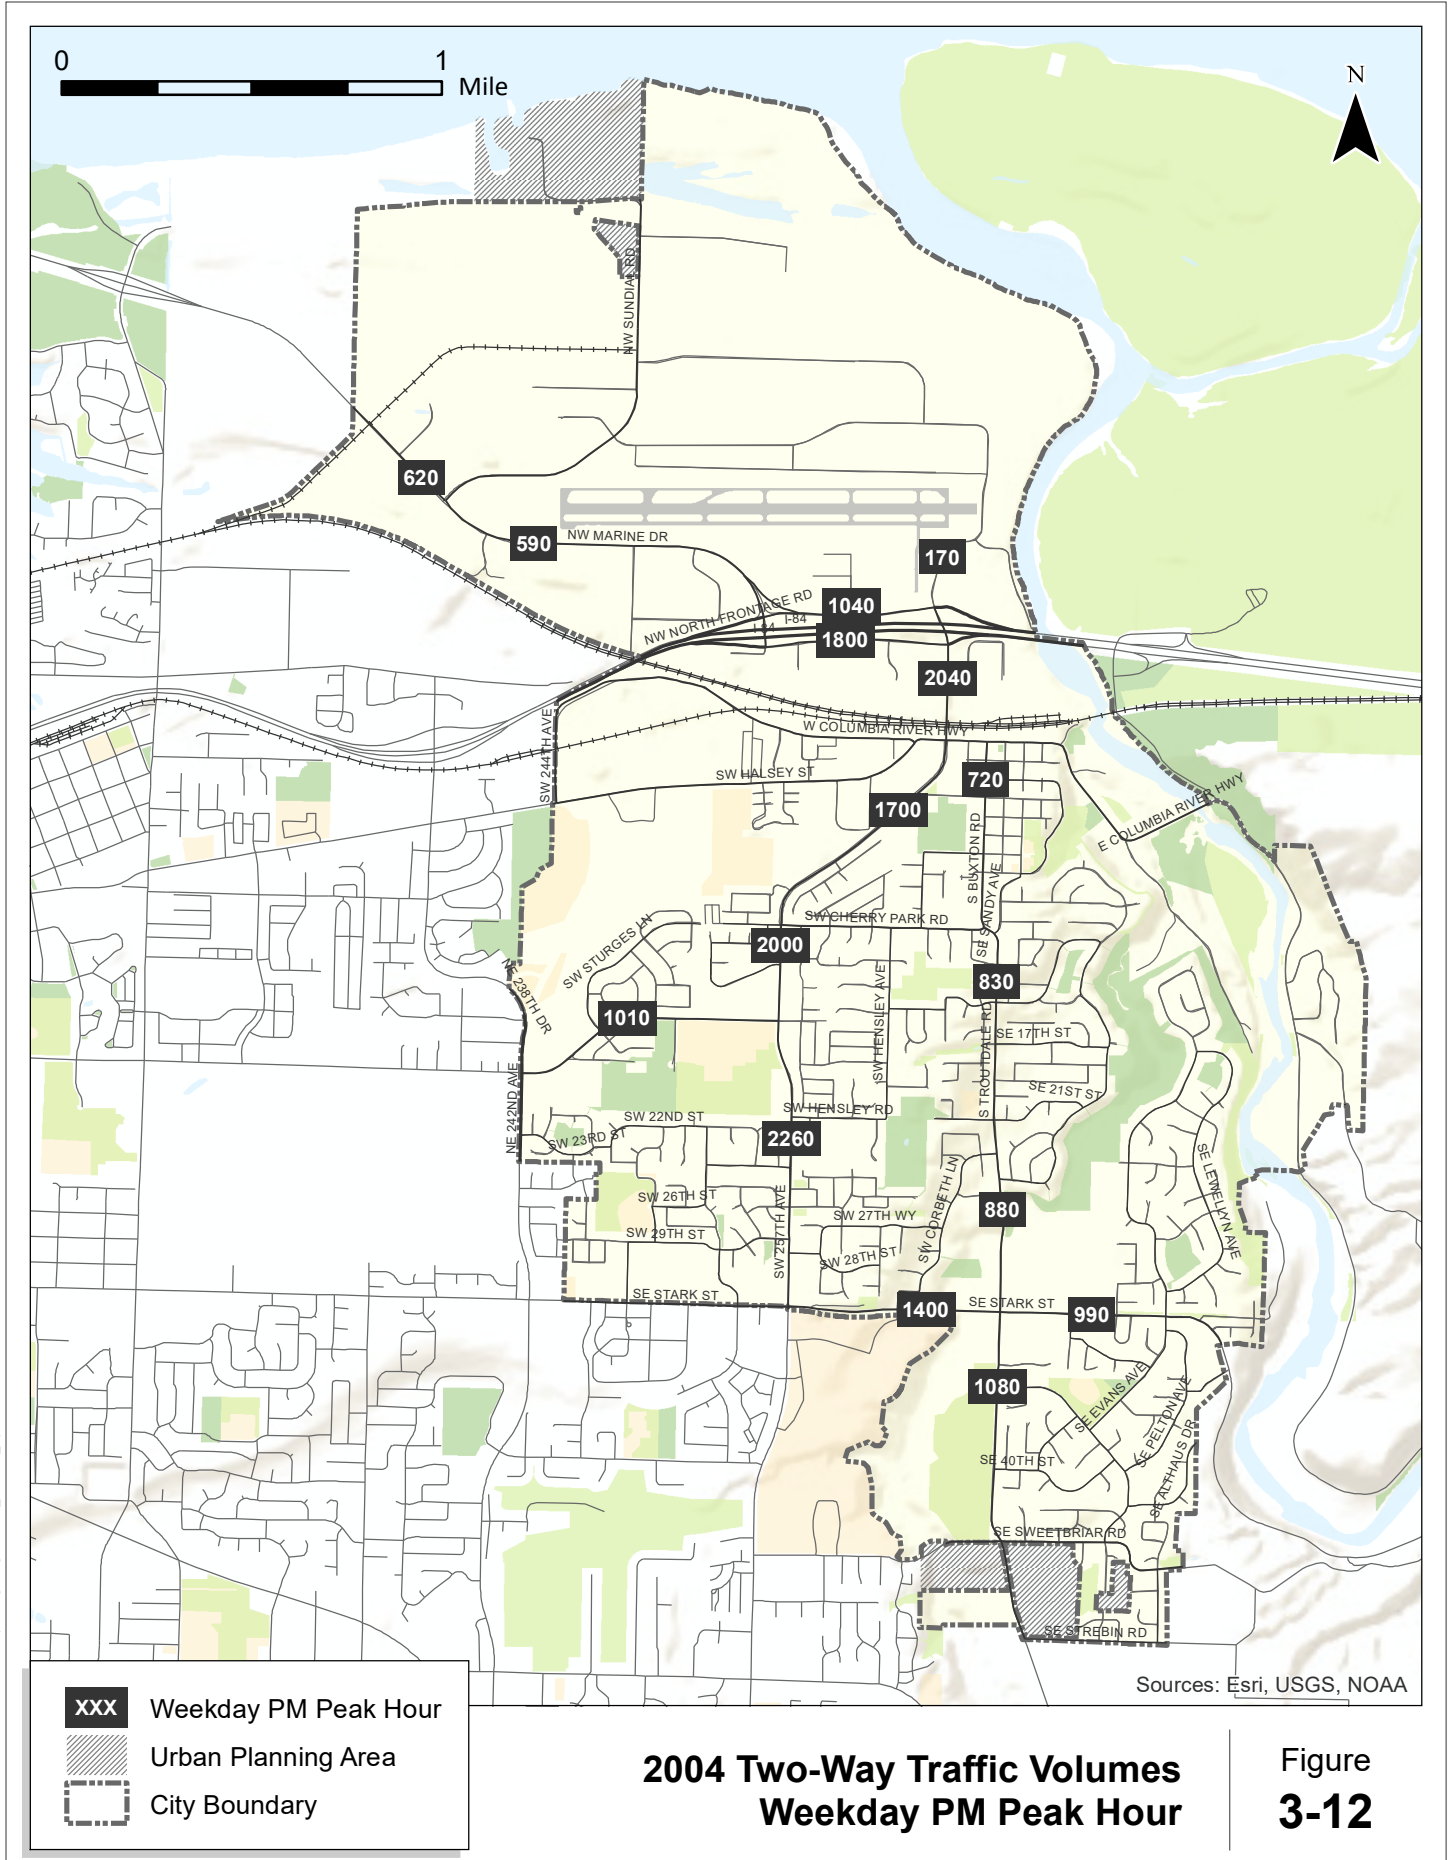 0 1
Mile
N
NW SUNDIAL RD
620
590
NW MARINE DR
170
NW NORTH FRONTAGE RD
1040
I-84
I-84
1800
2040
W COLUMBIA RIVER HWY
SW 244TH AVE
SW HALSEY ST
720
1700
E COLUMBIA RIVER HWY
S BUXTON RD
SE SANDY AVE
SW CHERRY PARK RD
SW STURGES LN
2000
NE 238TH DR
SW HENSLEY AVE
830
1010
SE 17TH ST
S TROUTDALE RD
NE 242ND AVE
SE 21ST ST
SW HENSLEY RD
SW 22ND ST
SW 23RD ST
2260
SE LEWELLYN AVE
SW CORBETH LN
SW 26TH ST
SW 257TH AVE
880
SW 27TH WY
SW 29TH ST
SW 28TH ST
SE STARK ST
1400
SE STARK ST
990
1080
SE EVANS AVE
SE PELTON AVE
SE 40TH ST
SE ALTHAUS DR
SE SWEETBRIAR RD
SE STREBIN RD
Sources: Esri, USGS, NOAA
XXX Weekday PM Peak Hour
Urban Planning Area
City Boundary
2004 Two-Way Traffic Volumes
Weekday PM Peak Hour
Figure
3-12